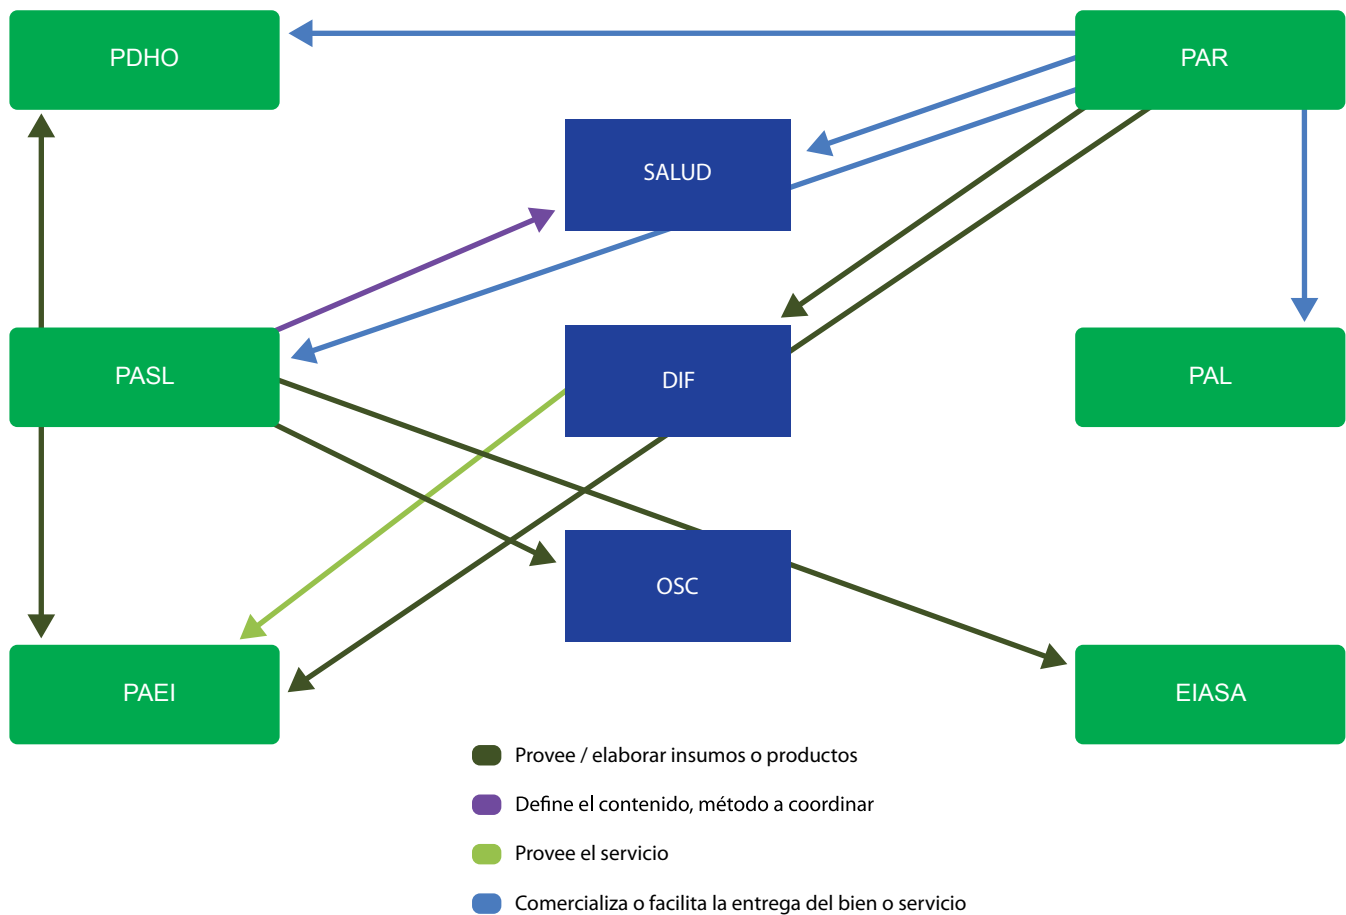 PDHO
PAR
SALUD
PASL
DIF
PAL
OSC
PAEI
EIASA
Provee / elaborar insumos o productos
Define el contenido, método a coordinar
Provee el servicio
Comercializa o facilita la entrega del bien o servicio